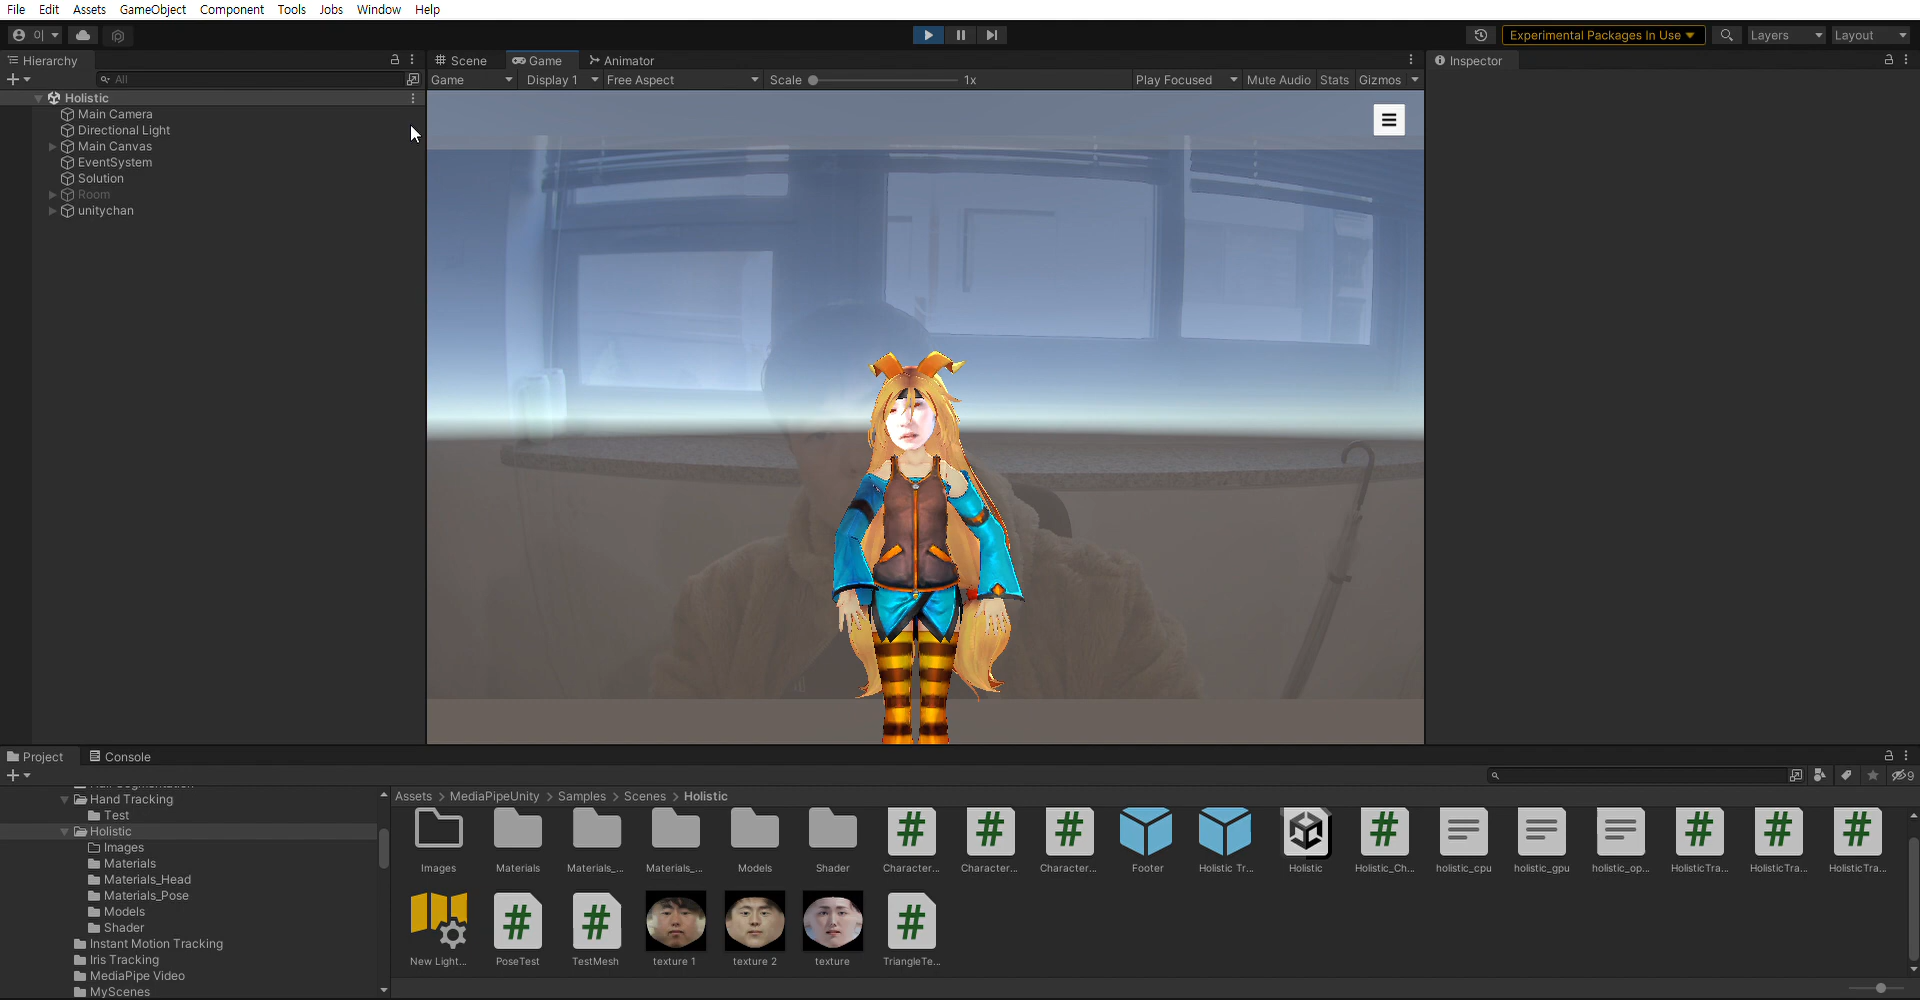 File Edit Assets GameObject Component Tools Jobs Window Help
Experimental Packages In Use Layers Layout
Hierarchy
Scene Game Animator
Inspector
All
Game Display 1 Free Aspect Scale 1x Play Focused Mute Audio Stats Gizmos
Holistic
Main Camera
Directional Light
Main Canvas
EventSystem
Solution
Room
unitychan
Project Console
9
Hand Tracking
Test
Holistic
Images
Materials
Materials_Head
Materials_Pose
Models
Shader
Instant Motion Tracking
Iris Tracking
MediaPipe Video
MyScenes
Assets > MediaPipeUnity > Samples > Scenes > Holistic
Images Materials Materials_... Materials_... Models Shader Character... Character... Character... Footer Holistic Tr... Holistic Holistic_Ch... holistic_cpu holistic_gpu holistic_op... HolisticTra... HolisticTra... HolisticTra...
New Light... PoseTest TestMesh texture 1 texture 2 texture TriangleTe...